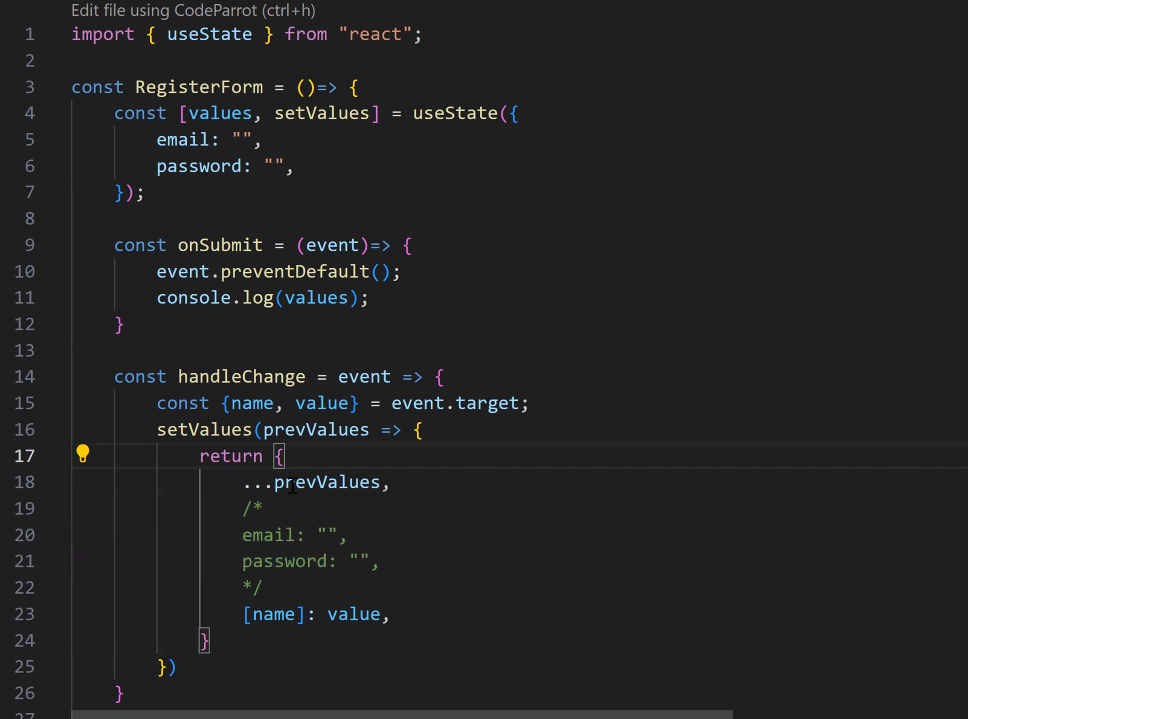 Edit file using CodeParrot (ctrl+h)
1 import { useState } from "react";
2
3 const RegisterForm = ()=> {
4     const [values, setValues] = useState({
5         email: "",
6         password: "",
7     });
8
9     const onSubmit = (event)=> {
10         event.preventDefault();
11         console.log(values);
12     }
13
14     const handleChange = event => {
15         const {name, value} = event.target;
16         setValues(prevValues => {
17             return {
18                 ...prevValues,
19                 /*
20                 email: "",
21                 password: "",
22                 */
23                 [name]: value,
24             }
25         })
26     }
27